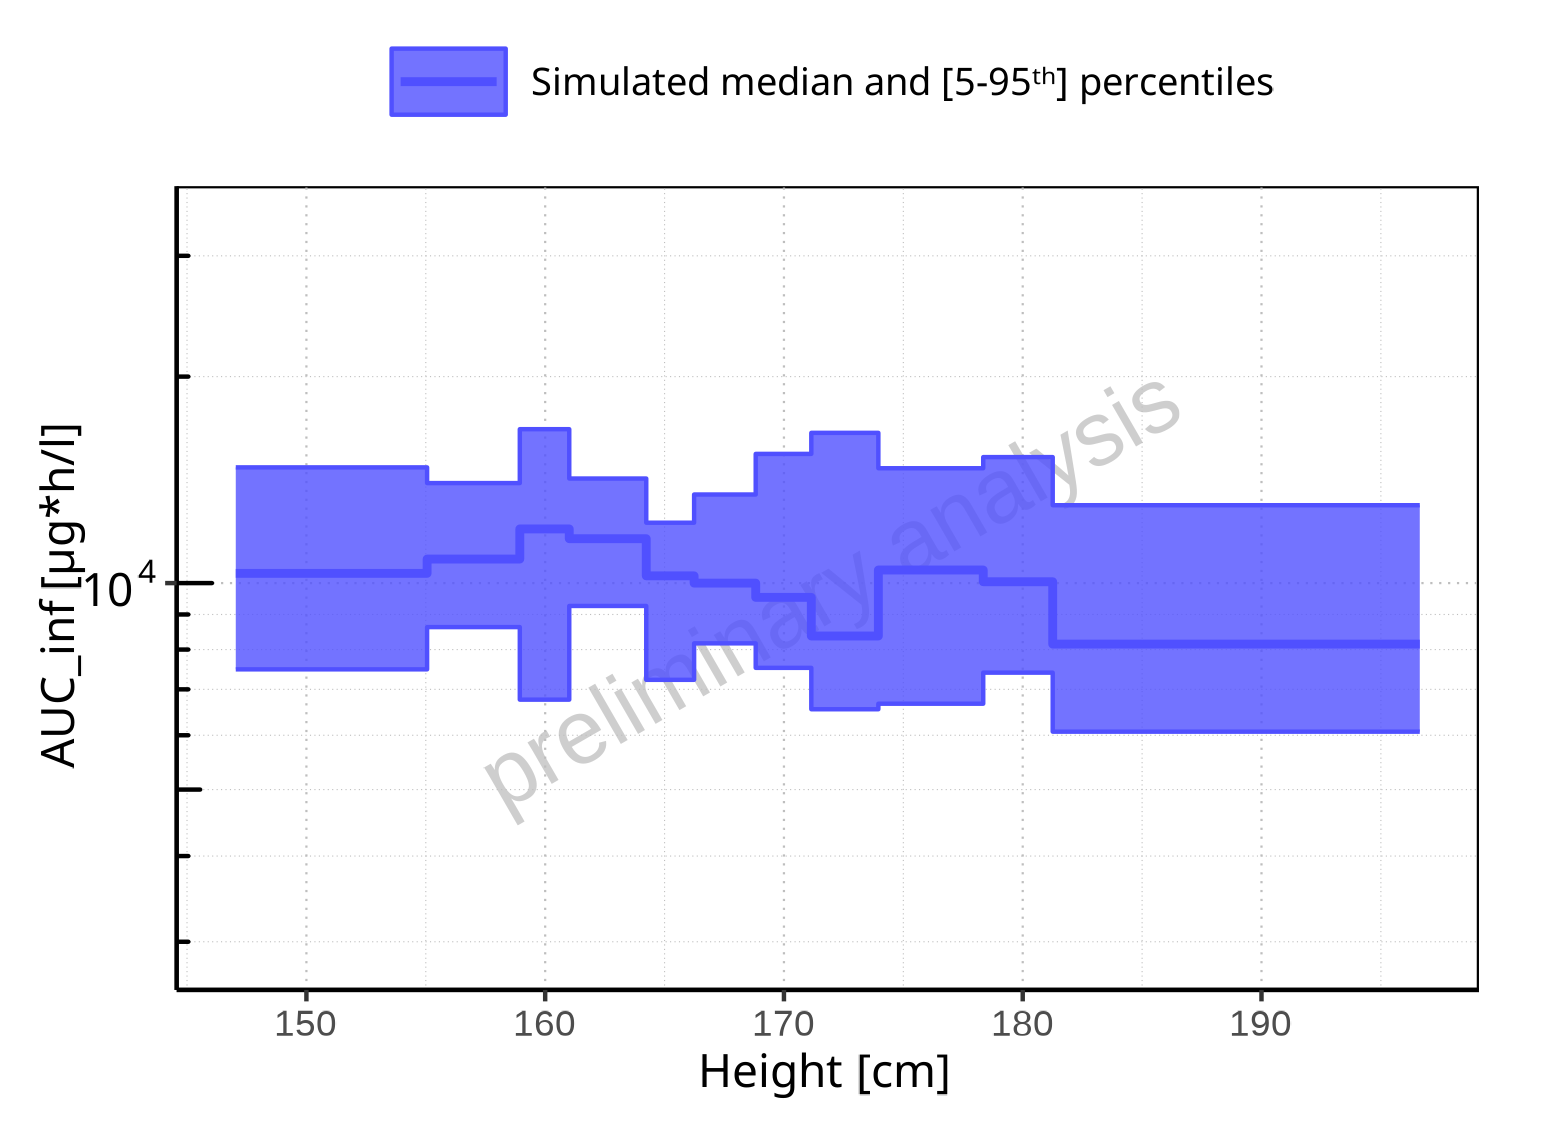 Simulated median and [5-95ᵗʰ] percentiles
AUC_inf [µg*h/l]
10⁴
preliminary analysis
150 160 170 180 190
Height [cm]